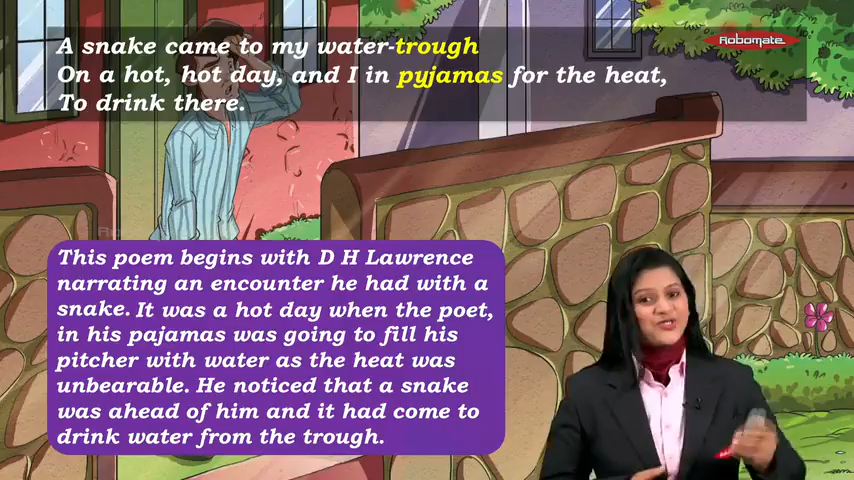 A snake came to my water-trough
On a hot, hot day, and I in pyjamas for the heat,
To drink there.
Robomate
This poem begins with D H Lawrence
narrating an encounter he had with a
snake. It was a hot day when the poet,
in his pajamas was going to fill his
pitcher with water as the heat was
unbearable. He noticed that a snake
was ahead of him and it had come to
drink water from the trough.